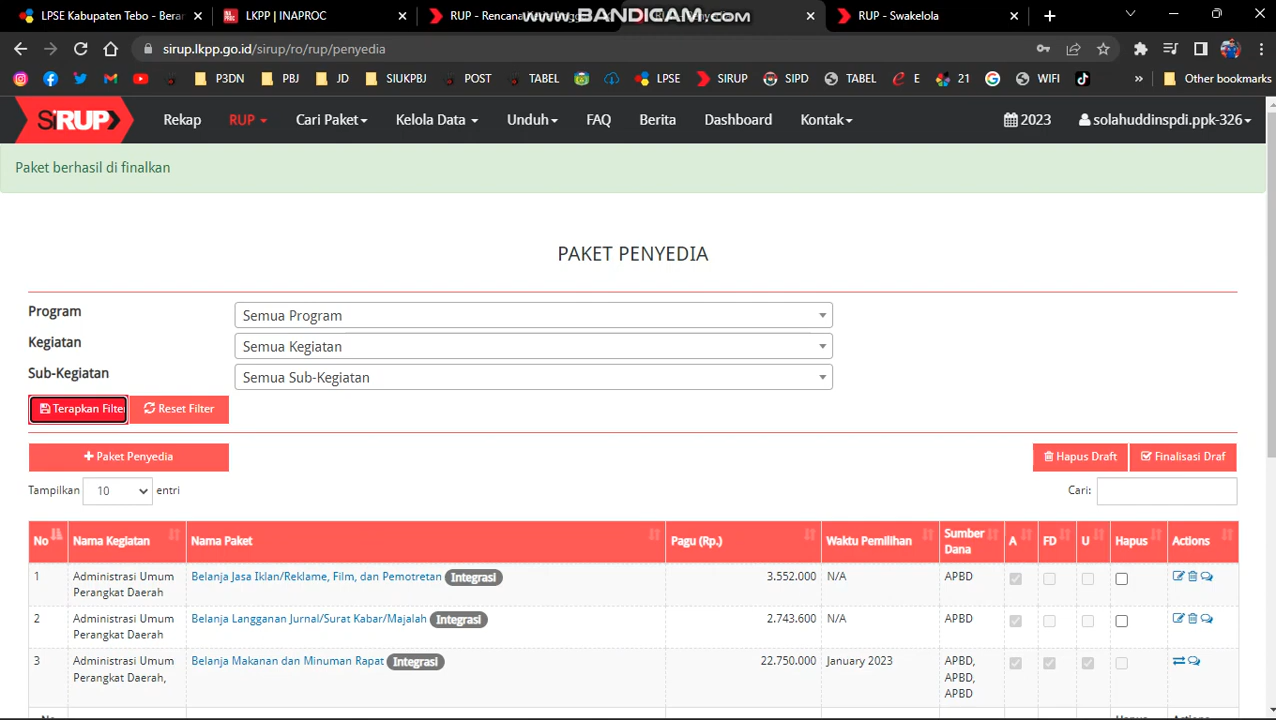 LPSE Kabupaten Tebo - Beran
LKPP | INAPROC
RUP - Rencana
www.BANDICAM.com
RUP - Swakelola
sirup.lkpp.go.id/sirup/ro/rup/penyedia
P3DN PBJ JD SIUKPBJ POST TABEL LPSE SIRUP SIPD TABEL E 21 WIFI » Other bookmarks
SiRUP Rekap RUP Cari Paket Kelola Data Unduh FAQ Berita Dashboard Kontak 2023 solahuddinspdi.ppk-326
Paket berhasil di finalkan
PAKET PENYEDIA
Program Semua Program
Kegiatan Semua Kegiatan
Sub-Kegiatan Semua Sub-Kegiatan
Terapkan Filter Reset Filter
+ Paket Penyedia Hapus Draft Finalisasi Draf
Tampilkan 10 entri Cari:
No Nama Kegiatan Nama Paket Pagu (Rp.) Waktu Pemilihan Sumber Dana A FD U Hapus Actions
1 Administrasi Umum Belanja Jasa Iklan/Reklame, Film, dan Pemotretan Integrasi 3.552.000 N/A APBD
Perangkat Daerah
2 Administrasi Umum Belanja Langganan Jurnal/Surat Kabar/Majalah Integrasi 2.743.600 N/A APBD
Perangkat Daerah
3 Administrasi Umum Belanja Makanan dan Minuman Rapat Integrasi 22.750.000 January 2023 APBD,
Perangkat Daerah, APBD,
APBD